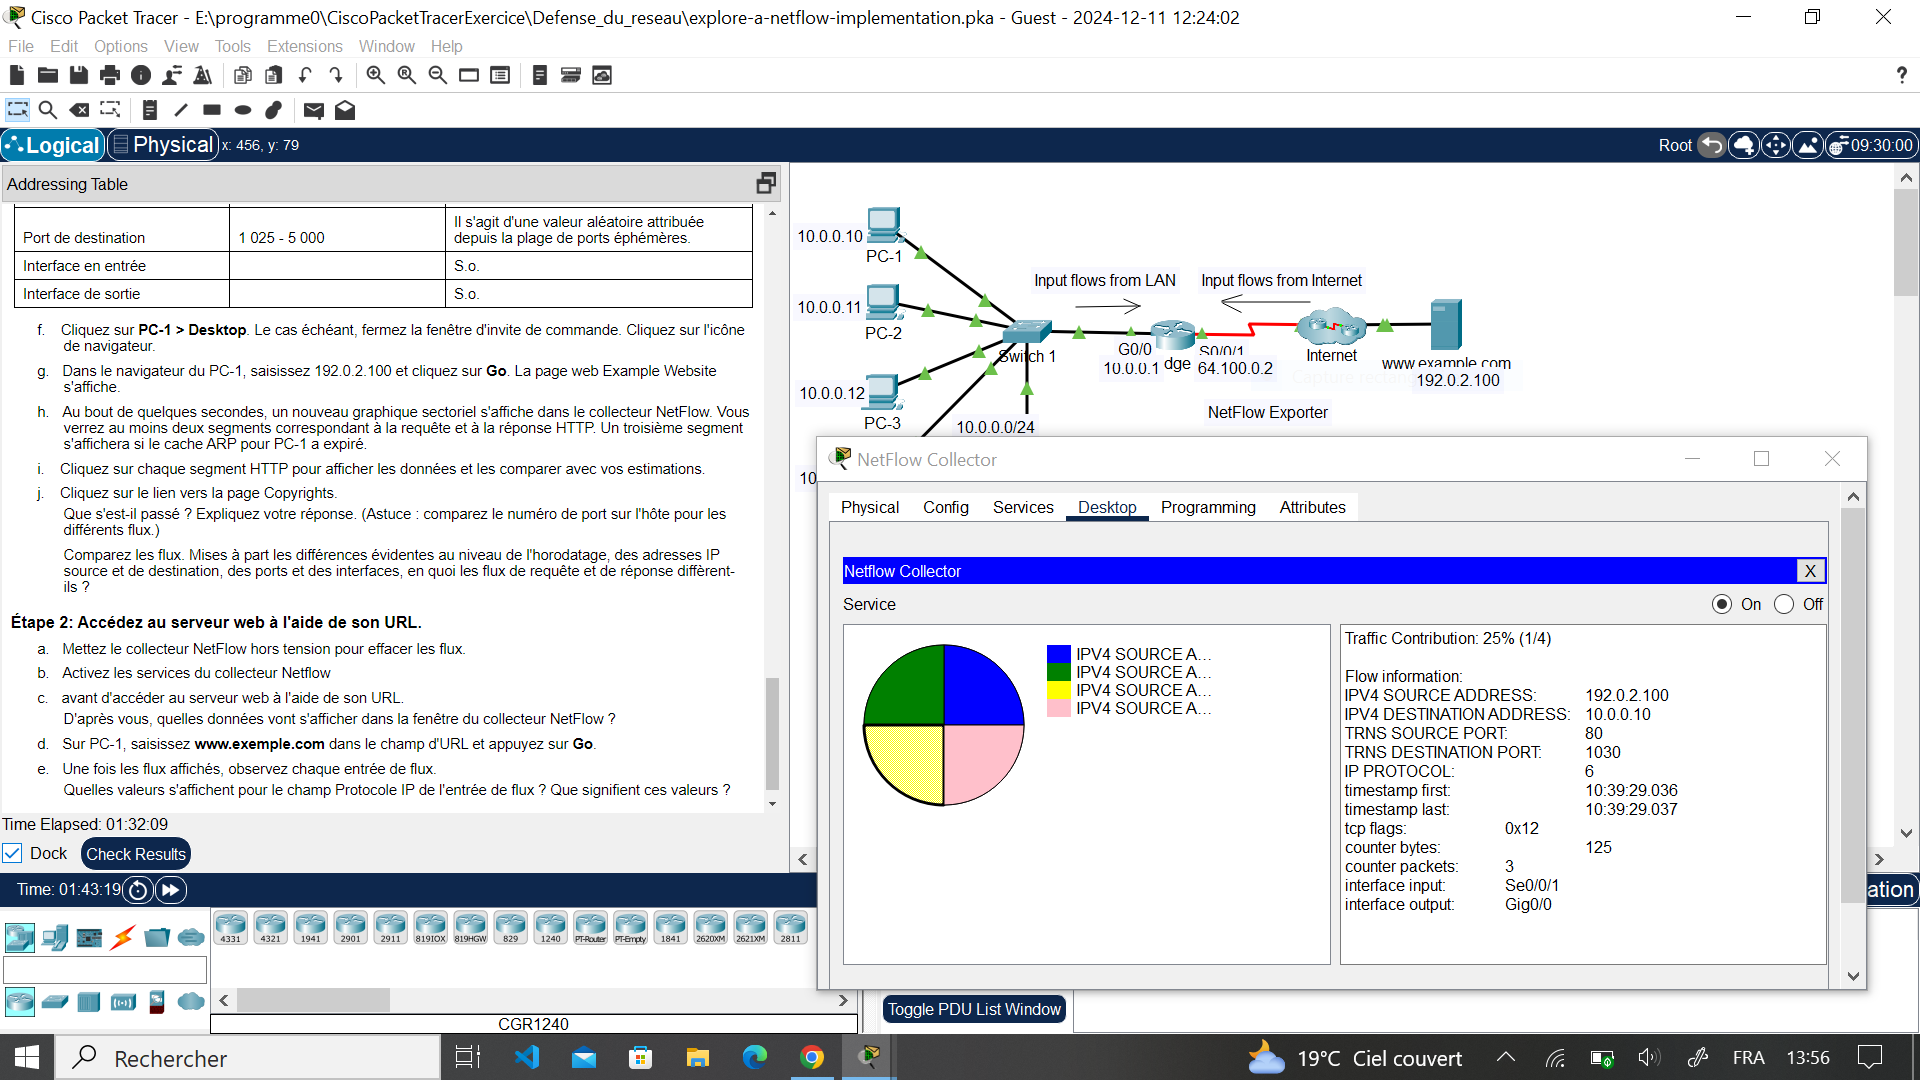 Cisco Packet Tracer - E:\programme0\CiscoPacketTracerExercice\Defense_du_reseau\explore-a-netflow-implementation.pka - Guest - 2024-12-11 12:24:02
File Edit Options View Tools Extensions Window Help
?
Logical Physical x: 456, y: 79
Root 09:30:00
Addressing Table
Port de destination 1 025 - 5 000 Il s'agit d'une valeur aléatoire attribuée
depuis la plage de ports éphémères.
Interface en entrée S.o.
Interface de sortie S.o.
f. Cliquez sur PC-1 > Desktop. Le cas échéant, fermez la fenêtre d'invite de commande. Cliquez sur l'icône
de navigateur.
g. Dans le navigateur du PC-1, saisissez 192.0.2.100 et cliquez sur Go. La page web Example Website
s'affiche.
h. Au bout de quelques secondes, un nouveau graphique sectoriel s'affiche dans le collecteur NetFlow. Vous
verrez au moins deux segments correspondant à la requête et à la réponse HTTP. Un troisième segment
s'affichera si le cache ARP pour PC-1 a expiré.
i. Cliquez sur chaque segment HTTP pour afficher les données et les comparer avec vos estimations.
j. Cliquez sur le lien vers la page Copyrights.
Que s'est-il passé ? Expliquez votre réponse. (Astuce : comparez le numéro de port sur l'hôte pour les
différents flux.)
Comparez les flux. Mises à part les différences évidentes au niveau de l'horodatage, des adresses IP
source et de destination, des ports et des interfaces, en quoi les flux de requête et de réponse diffèrent-
ils ?
Étape 2: Accédez au serveur web à l'aide de son URL.
a. Mettez le collecteur NetFlow hors tension pour effacer les flux.
b. Activez les services du collecteur Netflow
c. avant d'accéder au serveur web à l'aide de son URL.
D'après vous, quelles données vont s'afficher dans la fenêtre du collecteur NetFlow ?
d. Sur PC-1, saisissez www.exemple.com dans le champ d'URL et appuyez sur Go.
e. Une fois les flux affichés, observez chaque entrée de flux.
Quelles valeurs s'affichent pour le champ Protocole IP de l'entrée de flux ? Que signifient ces valeurs ?
Time Elapsed: 01:32:09
Dock Check Results
Time: 01:43:19
10.0.0.10
PC-1
10.0.0.11
PC-2
10.0.0.12
PC-3
10
10.0.0.0/24
Switch 1
Input flows from LAN
Input flows from Internet
G0/0
10.0.0.1
dge
S0/0/1
64.100.0.2
Internet
www.example.com
192.0.2.100
NetFlow Exporter
NetFlow Collector
Physical Config Services Desktop Programming Attributes
Netflow Collector X
Service On Off
IPV4 SOURCE A...
IPV4 SOURCE A...
IPV4 SOURCE A...
IPV4 SOURCE A...
Traffic Contribution: 25% (1/4)
Flow information:
IPV4 SOURCE ADDRESS: 192.0.2.100
IPV4 DESTINATION ADDRESS: 10.0.0.10
TRNS SOURCE PORT: 80
TRNS DESTINATION PORT: 1030
IP PROTOCOL: 6
timestamp first: 10:39:29.036
timestamp last: 10:39:29.037
tcp flags: 0x12
counter bytes: 125
counter packets: 3
interface input: Se0/0/1
interface output: Gig0/0
ation
4331 4321 1941 2901 2911 819IOX 819HGW 829 1240 PT-Router PT-Empty 1841 2620XM 2621XM 2811
CGR1240
Toggle PDU List Window
Rechercher
19°C Ciel couvert
FRA
13:56